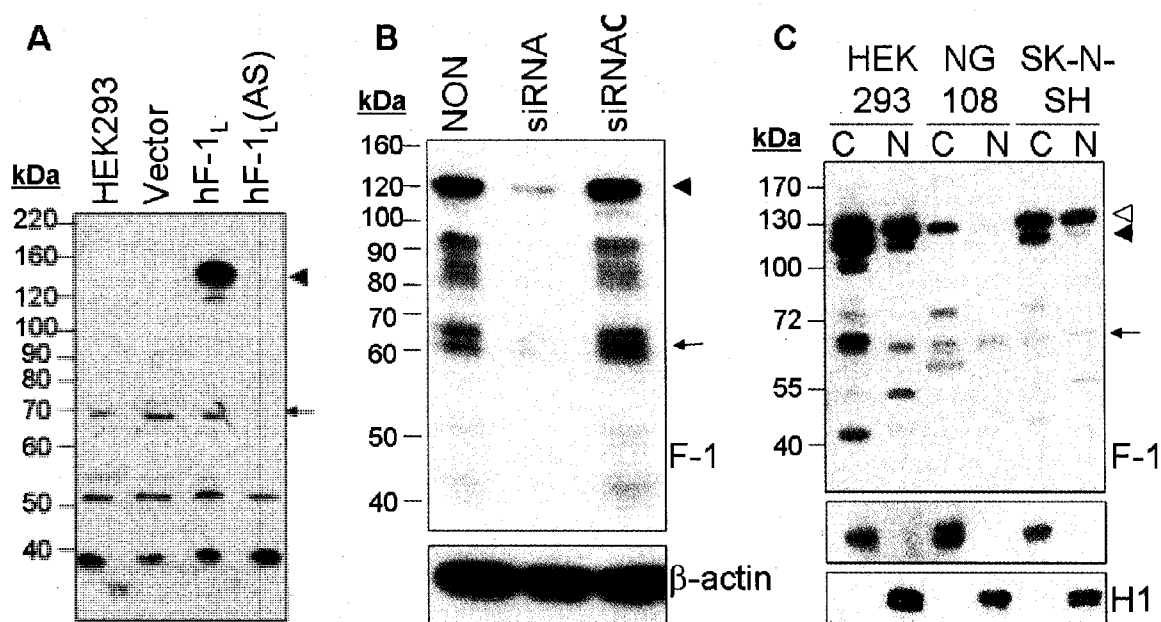 A
HEK293
Vector
hF-1L
hF-1L(AS)
kDa
220
160
120
100
90
80
70
60
50
40
B
NON
siRNA
siRNAC
kDa
160
120
100
90
80
70
60
50
40
F-1
β-actin
C
HEK NG SK-N-
293 108 SH
kDa
C N C N C N
170
130
100
72
55
40
F-1
H1